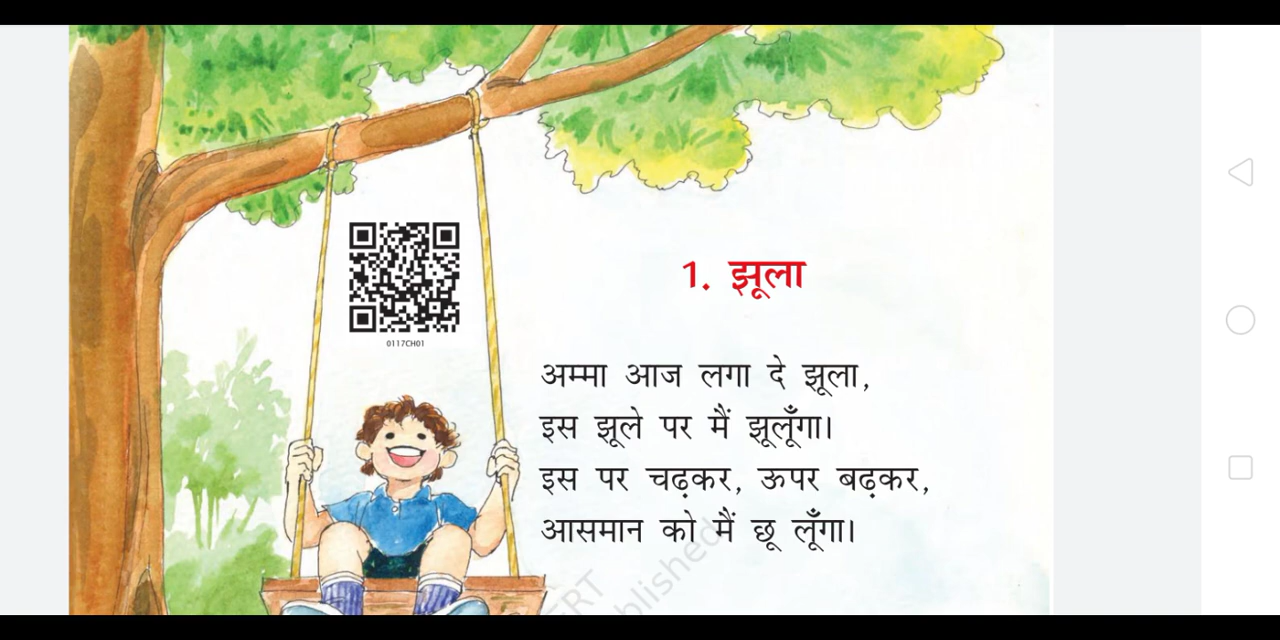 0117CH01
1. झूला
अम्मा आज लगा दे झूला,
इस झूले पर मैं झूलूँगा।
इस पर चढ़कर, ऊपर बढ़कर,
आसमान को मैं छू लूँगा।